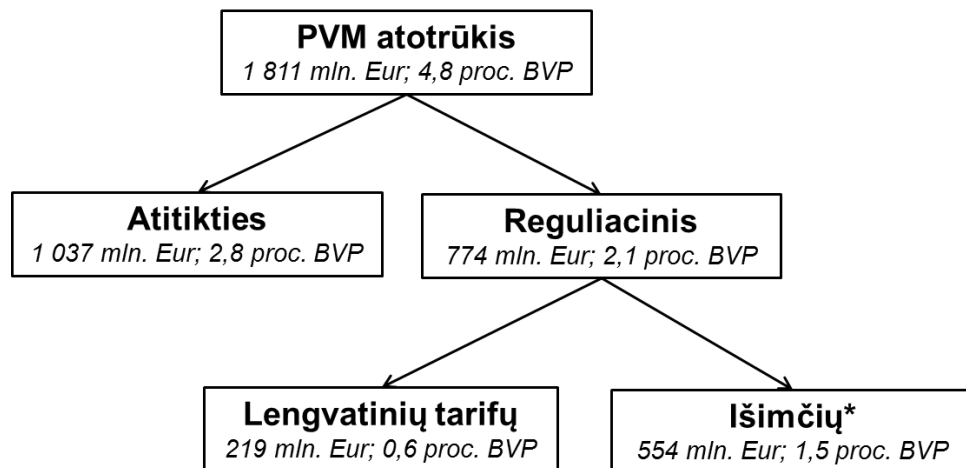 PVM atotrūkis
1 811 mln. Eur; 4,8 proc. BVP
Atitikties
1 037 mln. Eur; 2,8 proc. BVP
Reguliacinis
774 mln. Eur; 2,1 proc. BVP
Lengvatinių tarifų
219 mln. Eur; 0,6 proc. BVP
Išimčių*
554 mln. Eur; 1,5 proc. BVP